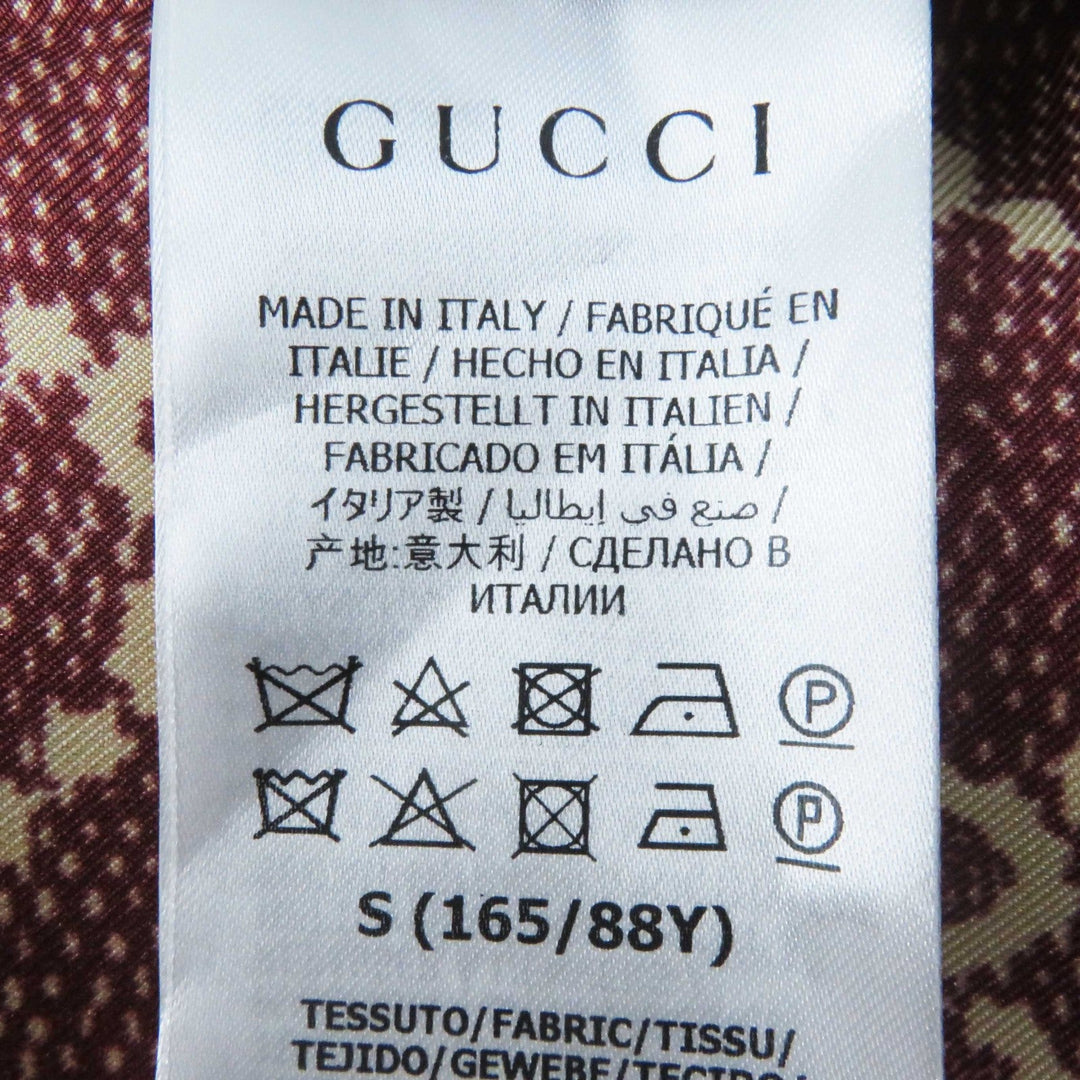 GUCCI
MADE IN ITALY / FABRIQUÉ EN
ITALIE / HECHO EN ITALIA /
HERGESTELLT IN ITALIEN /
FABRICADO EM ITÁLIA /
イタリア製 / صنع في إيطاليا /
产地:意大利 / СДЕЛАНО В
ИТАЛИИ
P
P
S (165/88Y)
TESSUTO/FABRIC/TISSU/
TEJIDO/GEWEBE/TECIDO/